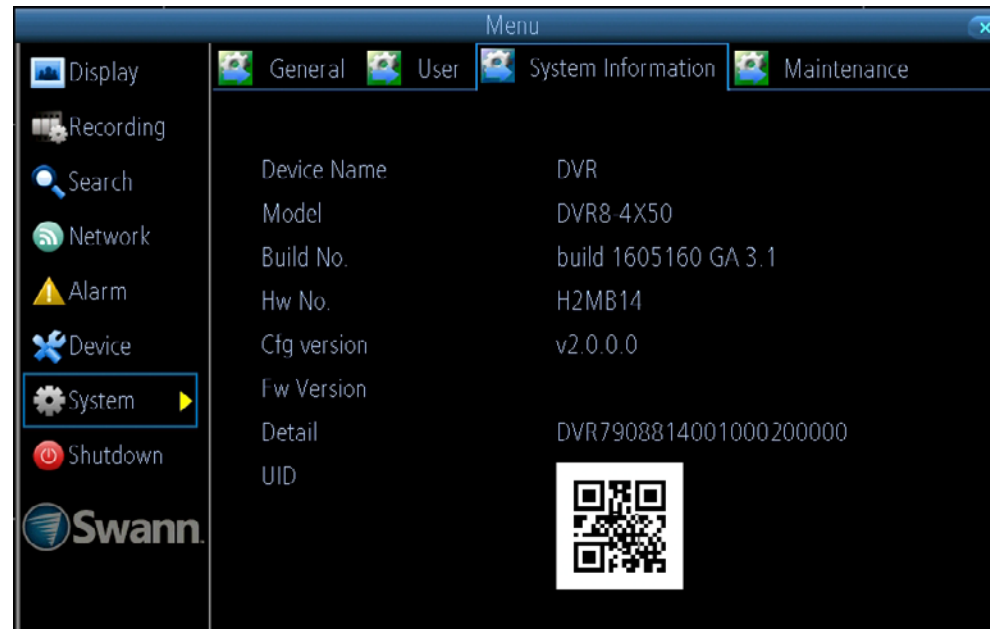 Menu
Display
Recording
Search
Network
Alarm
Device
System
Shutdown
Swann.
General User System Information Maintenance
Device Name DVR
Model DVR8-4X50
Build No. build 1605160 GA 3.1
Hw No. H2MB14
Cfg version v2.0.0.0
Fw Version
Detail DVR7908814001000200000
UID